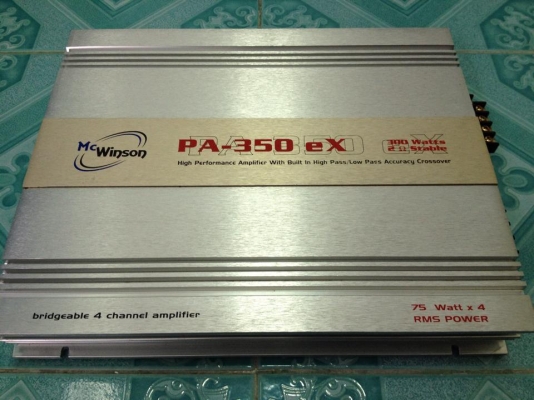 Mc Winson
PA-350 eX
300 Watts
2 Ω Stable
High Performance Amplifier With Built In High Pass/Low Pass Accuracy Crossover
bridgeable 4 channel amplifier
75 Watt x 4
RMS POWER